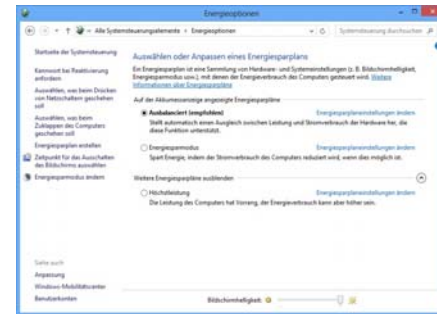 Energieoptionen
« Alle Systemsteuerungselemente › Energieoptionen
Systemsteuerung durchsuchen
Startseite der Systemsteuerung
Kennwort bei Reaktivierung
anfordern
Auswählen, was beim Drücken
von Netzschaltern geschehen
soll
Auswählen, was beim
Zuklappen des Computers
geschehen soll
Energiesparplan erstellen
Zeitpunkt für das Ausschalten
des Bildschirms auswählen
Energiesparmodus ändern
Siehe auch
Anpassung
Windows-Mobilitätscenter
Benutzerkonten
Auswählen oder Anpassen eines Energiesparplans
Ein Energiesparplan ist eine Sammlung von Hardware- und Systemeinstellungen (z. B. Bildschirmhelligkeit,
Energiesparmodus usw.), mit denen der Energieverbrauch des Computers gesteuert wird. Weitere
Informationen über Energiesparpläne
Auf der Akkumessanzeige angezeigte Energiesparpläne
Ausbalanciert (empfohlen) Energiesparplaneinstellungen ändern
Stellt automatisch einen Ausgleich zwischen Leistung und Stromverbrauch der Hardware her, die
diese Funktion unterstützt.
Energiesparmodus Energiesparplaneinstellungen ändern
Spart Energie, indem der Stromverbrauch des Computers reduziert wird, wenn dies möglich ist.
Weitere Energiesparpläne ausblenden
Höchstleistung Energiesparplaneinstellungen ändern
Die Leistung des Computers hat Vorrang, der Energieverbrauch kann aber höher sein.
Bildschirmhelligkeit: